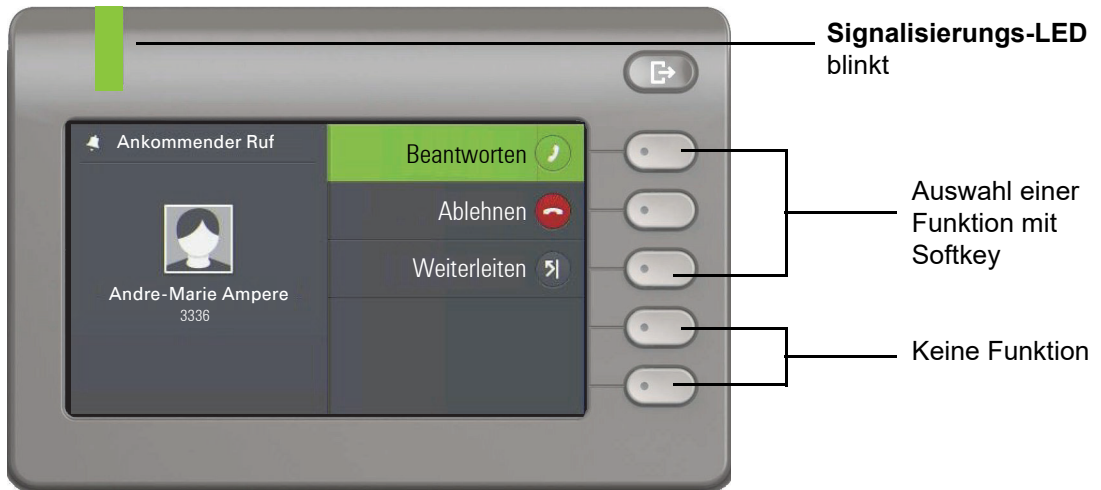 Signalisierungs-LED
blinkt
Ankommender Ruf
Beantworten
Ablehnen
Weiterleiten
Andre-Marie Ampere
3336
Auswahl einer
Funktion mit
Softkey
Keine Funktion